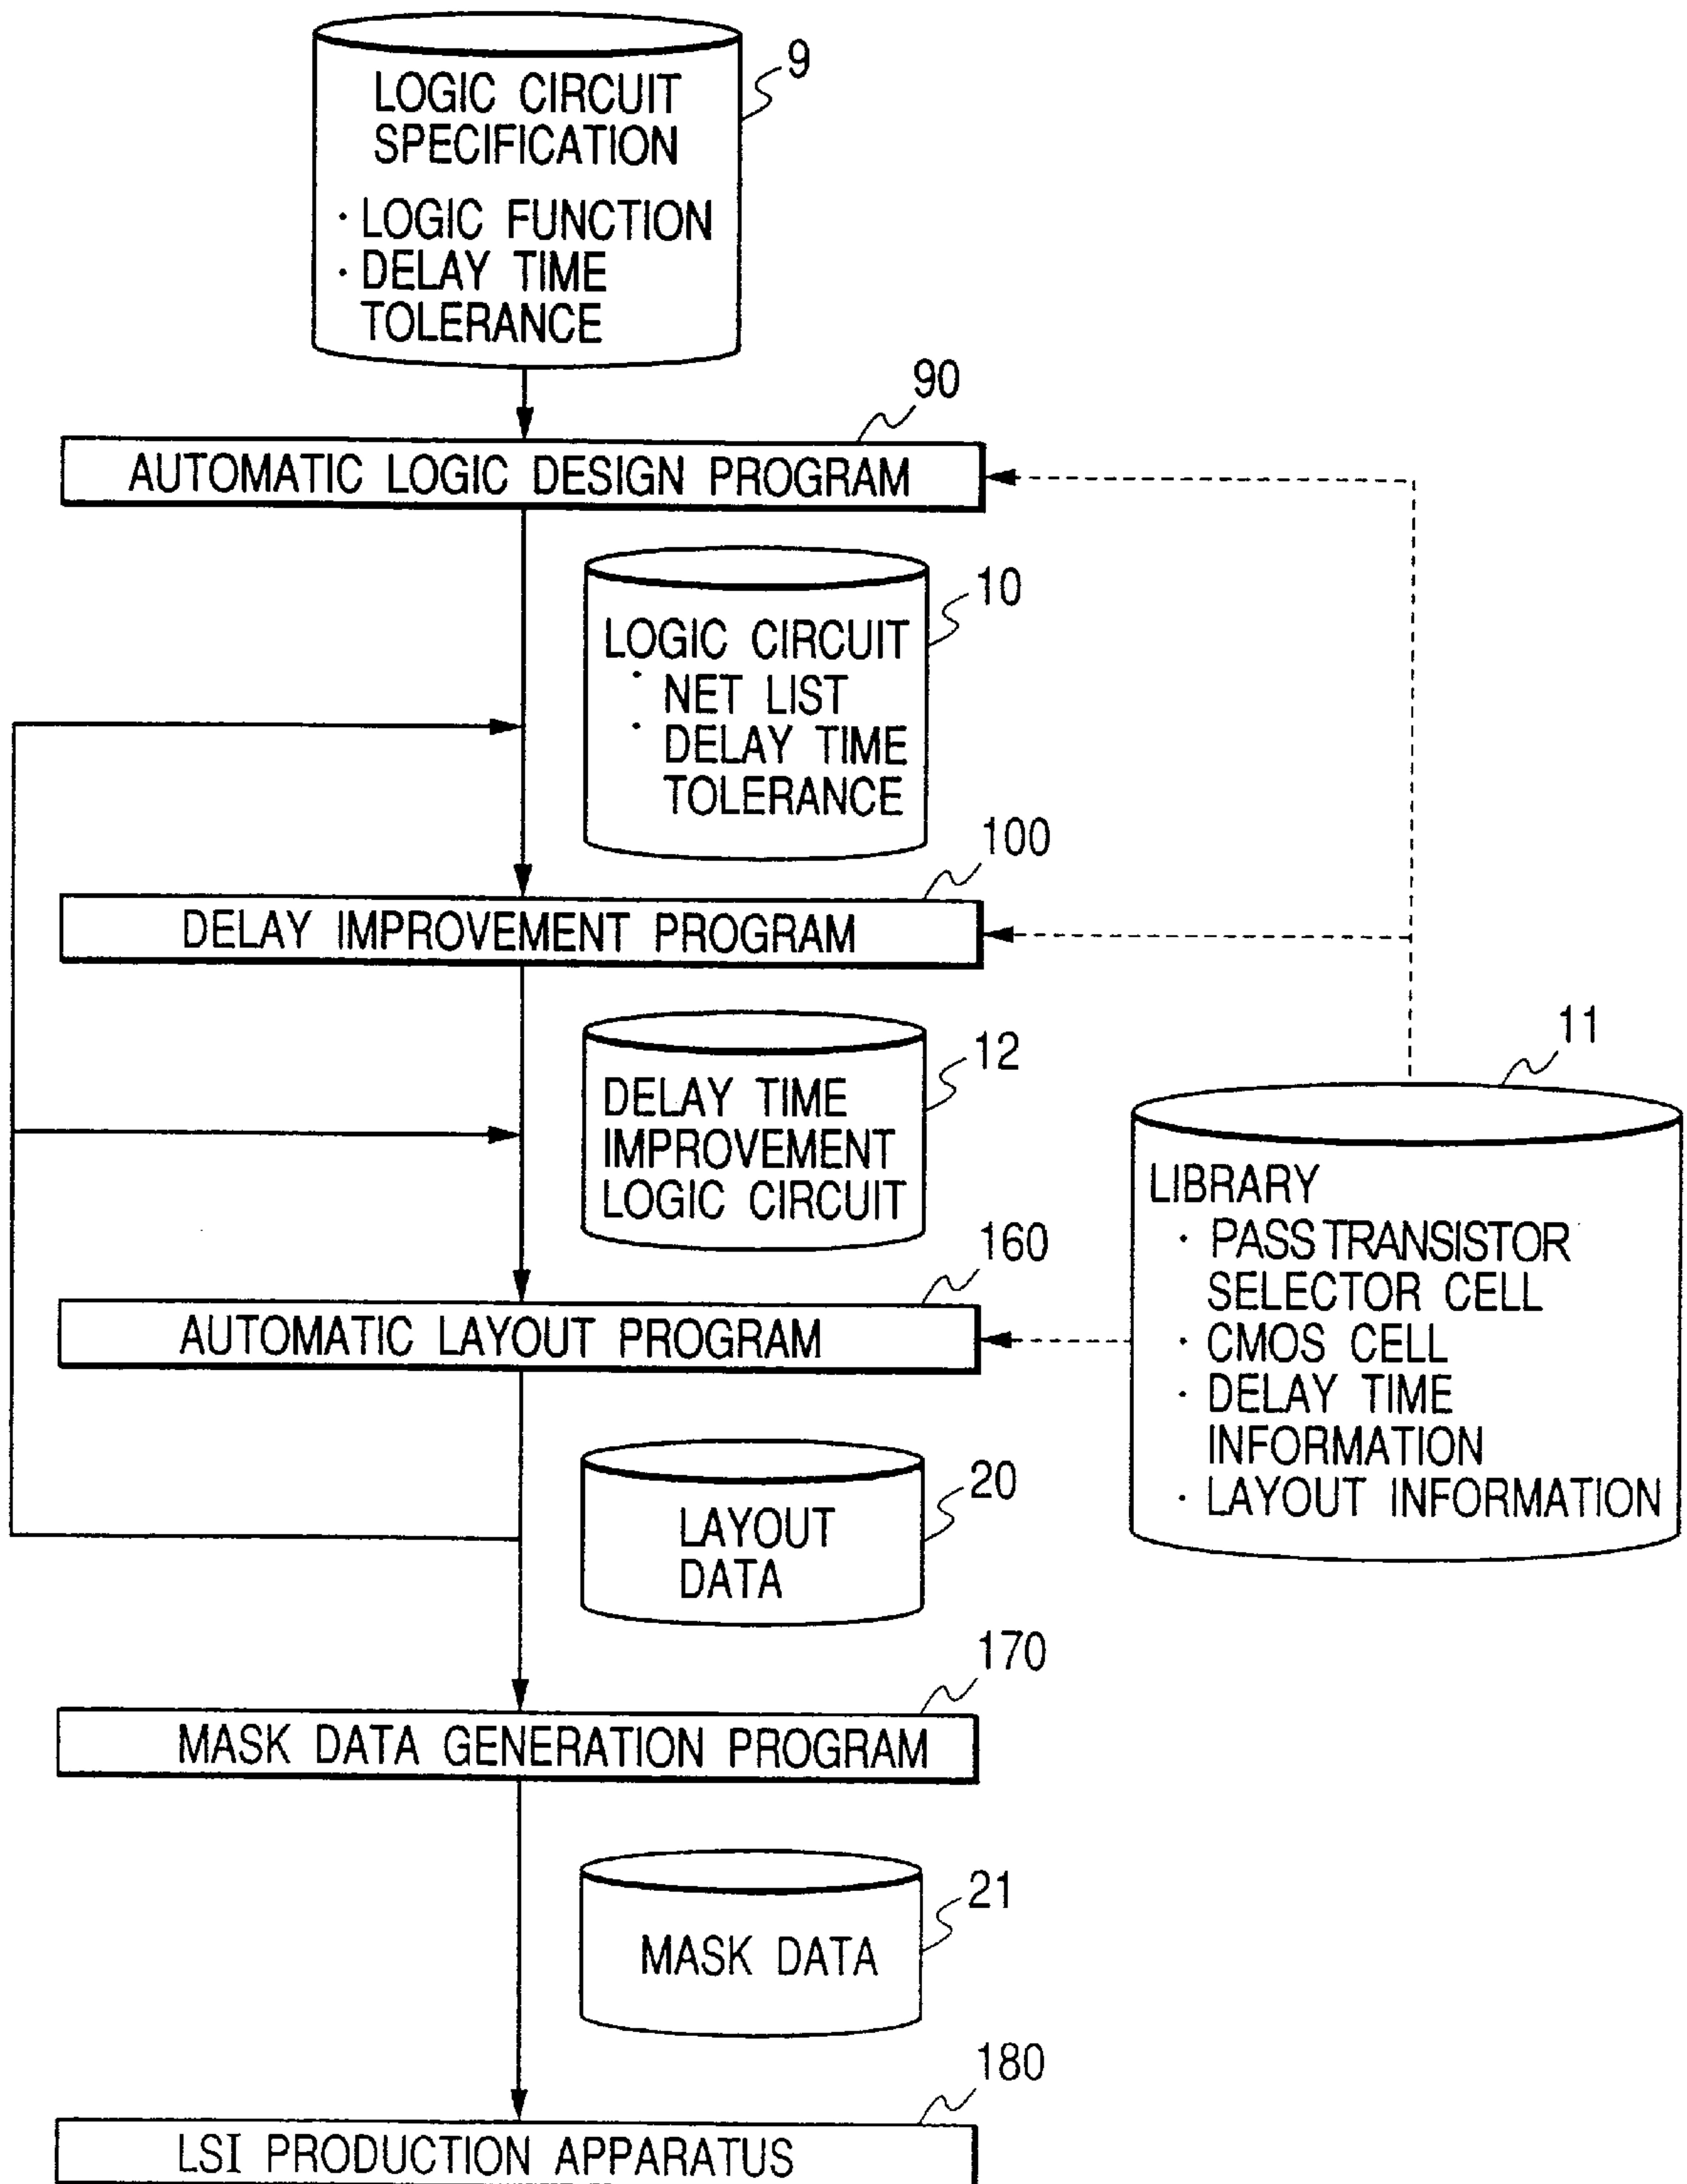 LOGIC CIRCUIT
SPECIFICATION
· LOGIC FUNCTION
· DELAY TIME
TOLERANCE
9
90
AUTOMATIC LOGIC DESIGN PROGRAM
10
LOGIC CIRCUIT
· NET LIST
· DELAY TIME
TOLERANCE
100
DELAY IMPROVEMENT PROGRAM
12
DELAY TIME
IMPROVEMENT
LOGIC CIRCUIT
11
LIBRARY
· PASS TRANSISTOR
SELECTOR CELL
· CMOS CELL
· DELAY TIME
INFORMATION
· LAYOUT INFORMATION
160
AUTOMATIC LAYOUT PROGRAM
20
LAYOUT
DATA
170
MASK DATA GENERATION PROGRAM
21
MASK DATA
180
LSI PRODUCTION APPARATUS